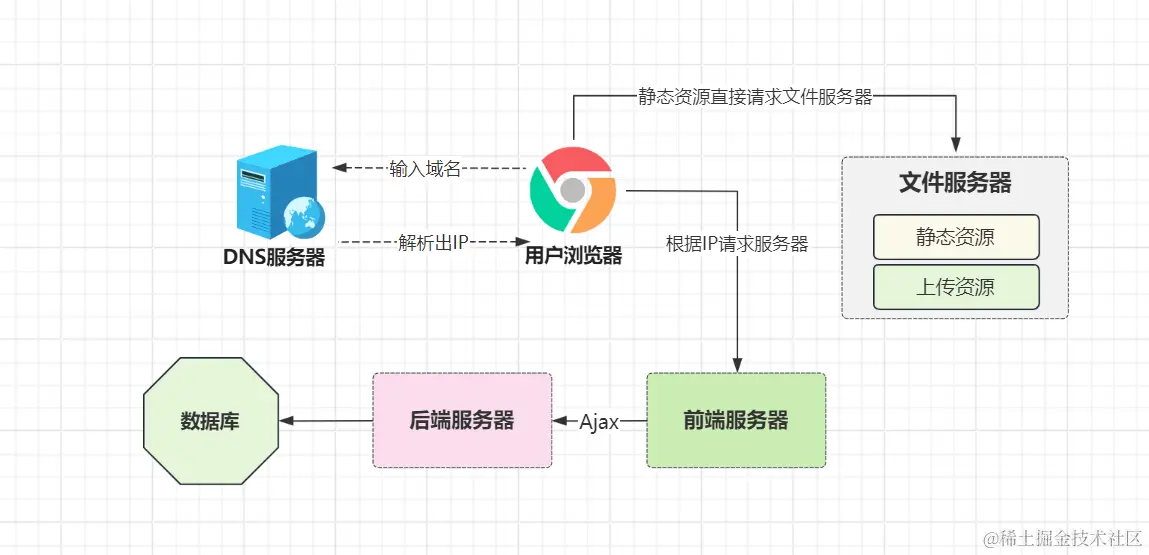 静态资源直接请求文件服务器
输入域名
文件服务器
静态资源
解析出IP
根据IP请求服务器
DNS服务器
用户浏览器
上传资源
数据库
后端服务器
Ajax
前端服务器
@稀土掘金技术社区